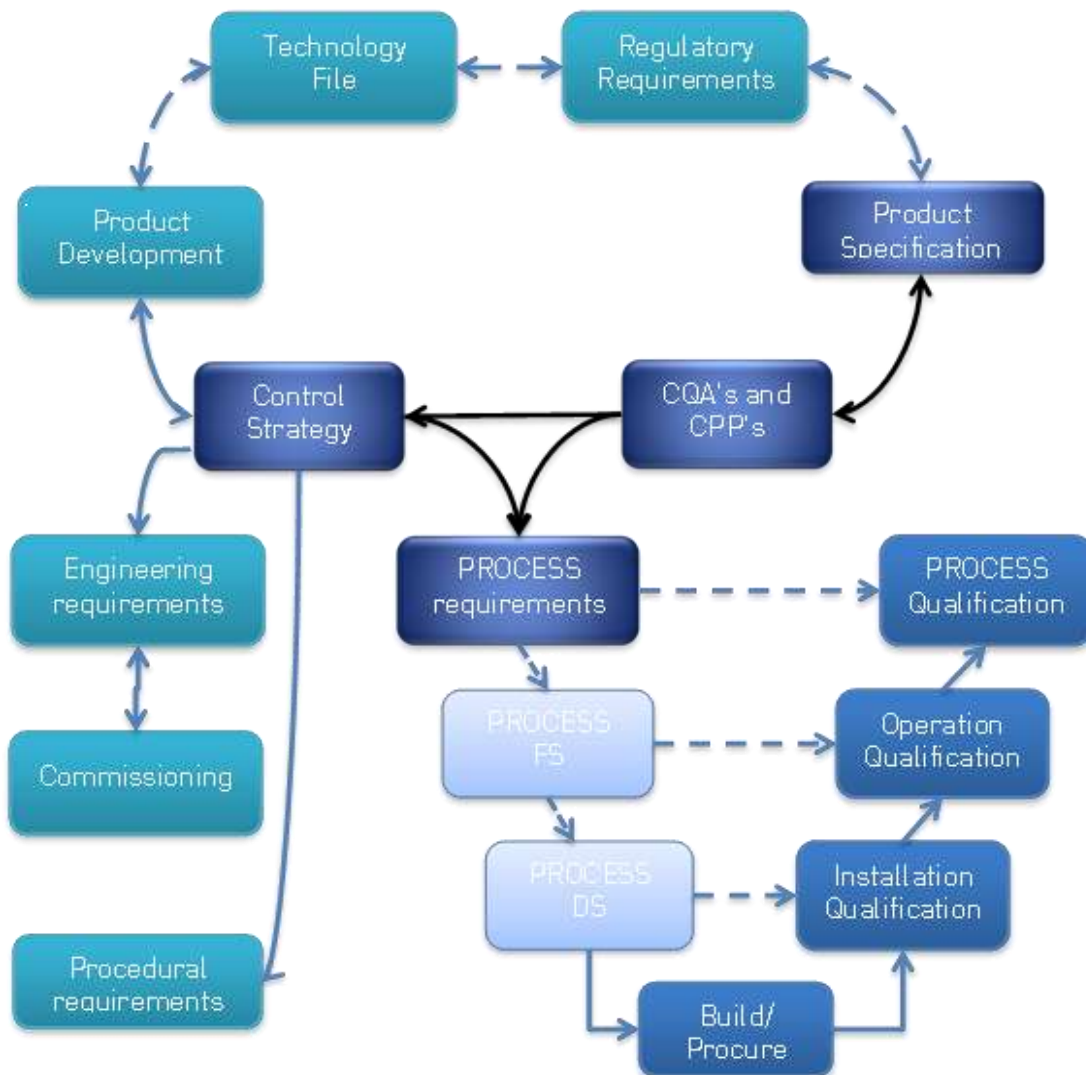 Technology
File
Regulatory
Requirements
Product
Development
Product
Specification
Control
Strategy
CQA's and
CPP's
Engineering
requirements
PROCESS
requirements
PROCESS
Qualification
PROCESS
FS
Operation
Qualification
Commissioning
PROCESS
DS
Installation
Qualification
Procedural
requirements
Build/
Procure